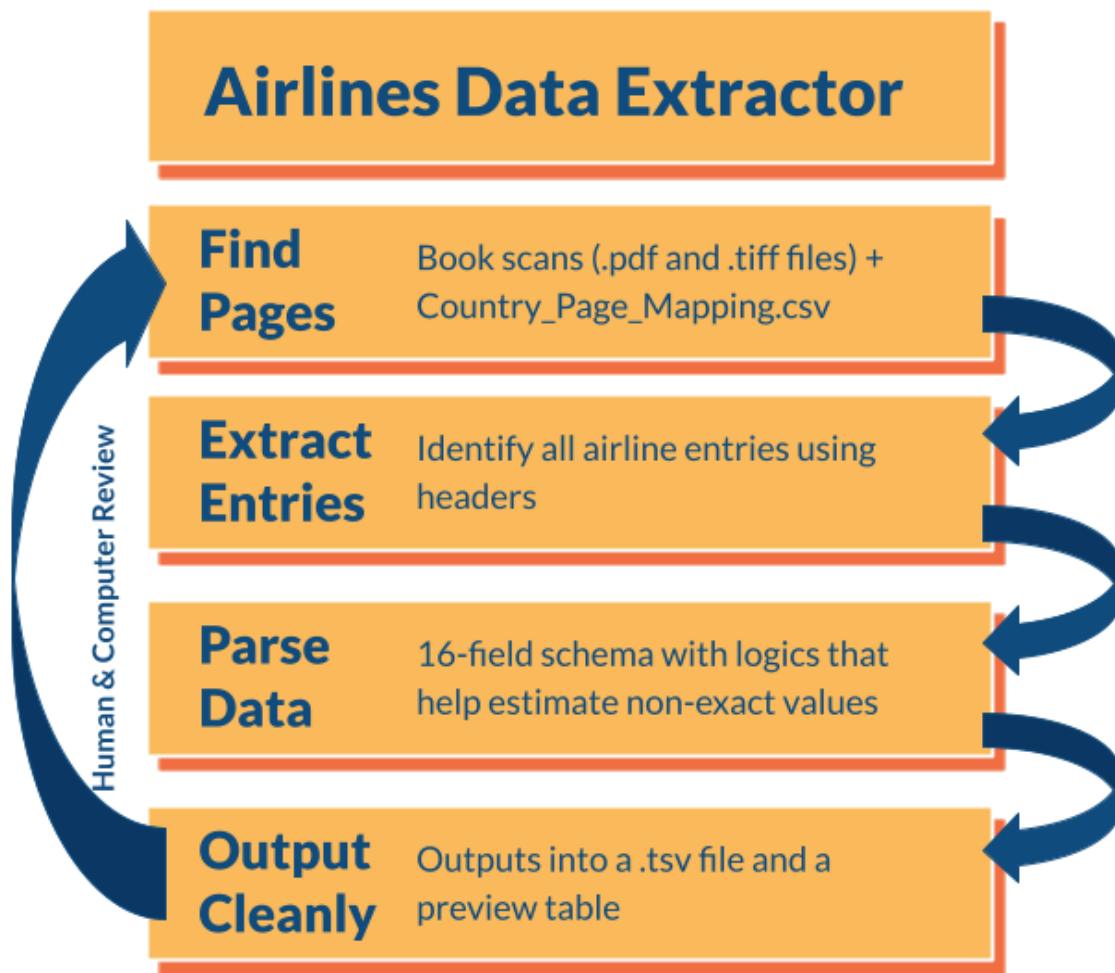 Airlines Data Extractor
Find
Pages
Book scans (.pdf and .tiff files) +
Country_Page_Mapping.csv
Extract
Entries
Identify all airline entries using
headers
Parse
Data
16-field schema with logics that
help estimate non-exact values
Output
Cleanly
Outputs into a .tsv file and a
preview table
Human & Computer Review